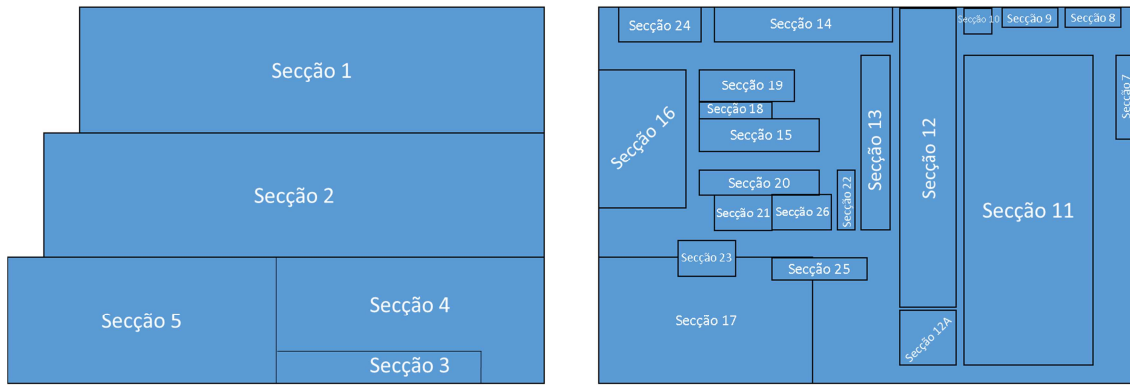 Secção 1
Secção 2
Secção 5
Secção 4
Secção 3
Secção 24
Secção 14
Secção 10
Secção 9
Secção 8
Secção 7
Secção 16
Secção 19
Secção 18
Secção 15
Secção 13
Secção 12
Secção 11
Secção 20
Secção 22
Secção 21
Secção 26
Secção 23
Secção 25
Secção 17
Secção 12A